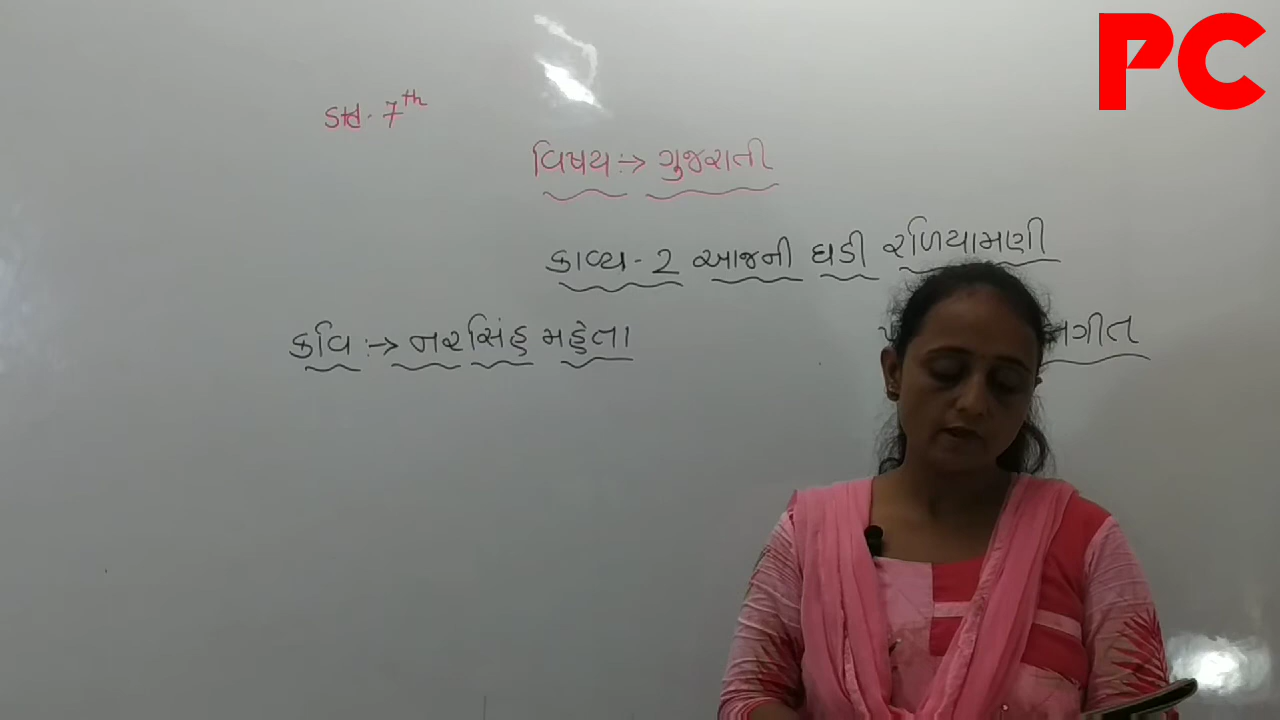 PC
Std. 7th
વિષય :→ ગુજરાતી
કાવ્ય - 2 આજની ઘડી રળિયામણી
કવિ :→ નરસિંહ મહેતા